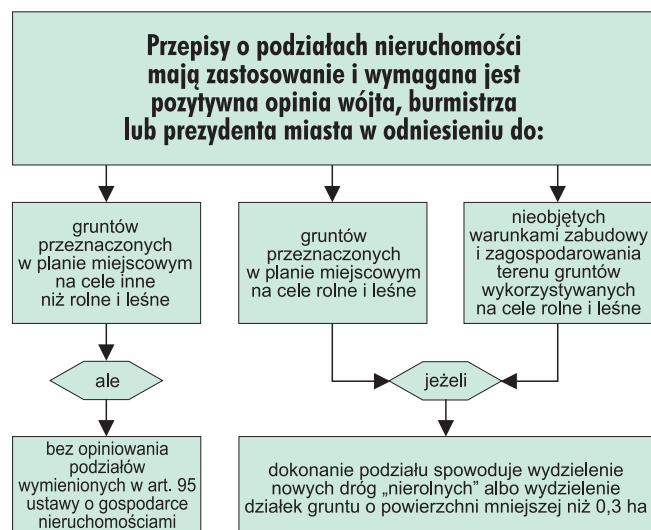 Przepisy o podziałach nieruchomości
mają zastosowanie i wymagana jest
pozytywna opinia wójta, burmistrza
lub prezydenta miasta w odniesieniu do:
gruntów
przeznaczonych
w planie miejscowym
na cele inne
niż rolne i leśne
gruntów
przeznaczonych
w planie miejscowym
na cele rolne i leśne
nieobjętych
warunkami zabudowy
i zagospodarowania
terenu gruntów
wykorzystywanych
na cele rolne i leśne
ale
jeżeli
bez opiniowania
podziałów
wymienionych w art. 95
ustawy o gospodarce
nieruchomościami
dokonanie podziału spowoduje wydzielenie
nowych dróg „nierolnych” albo wydzielenie
działek gruntu o powierzchni mniejszej niż 0,3 ha